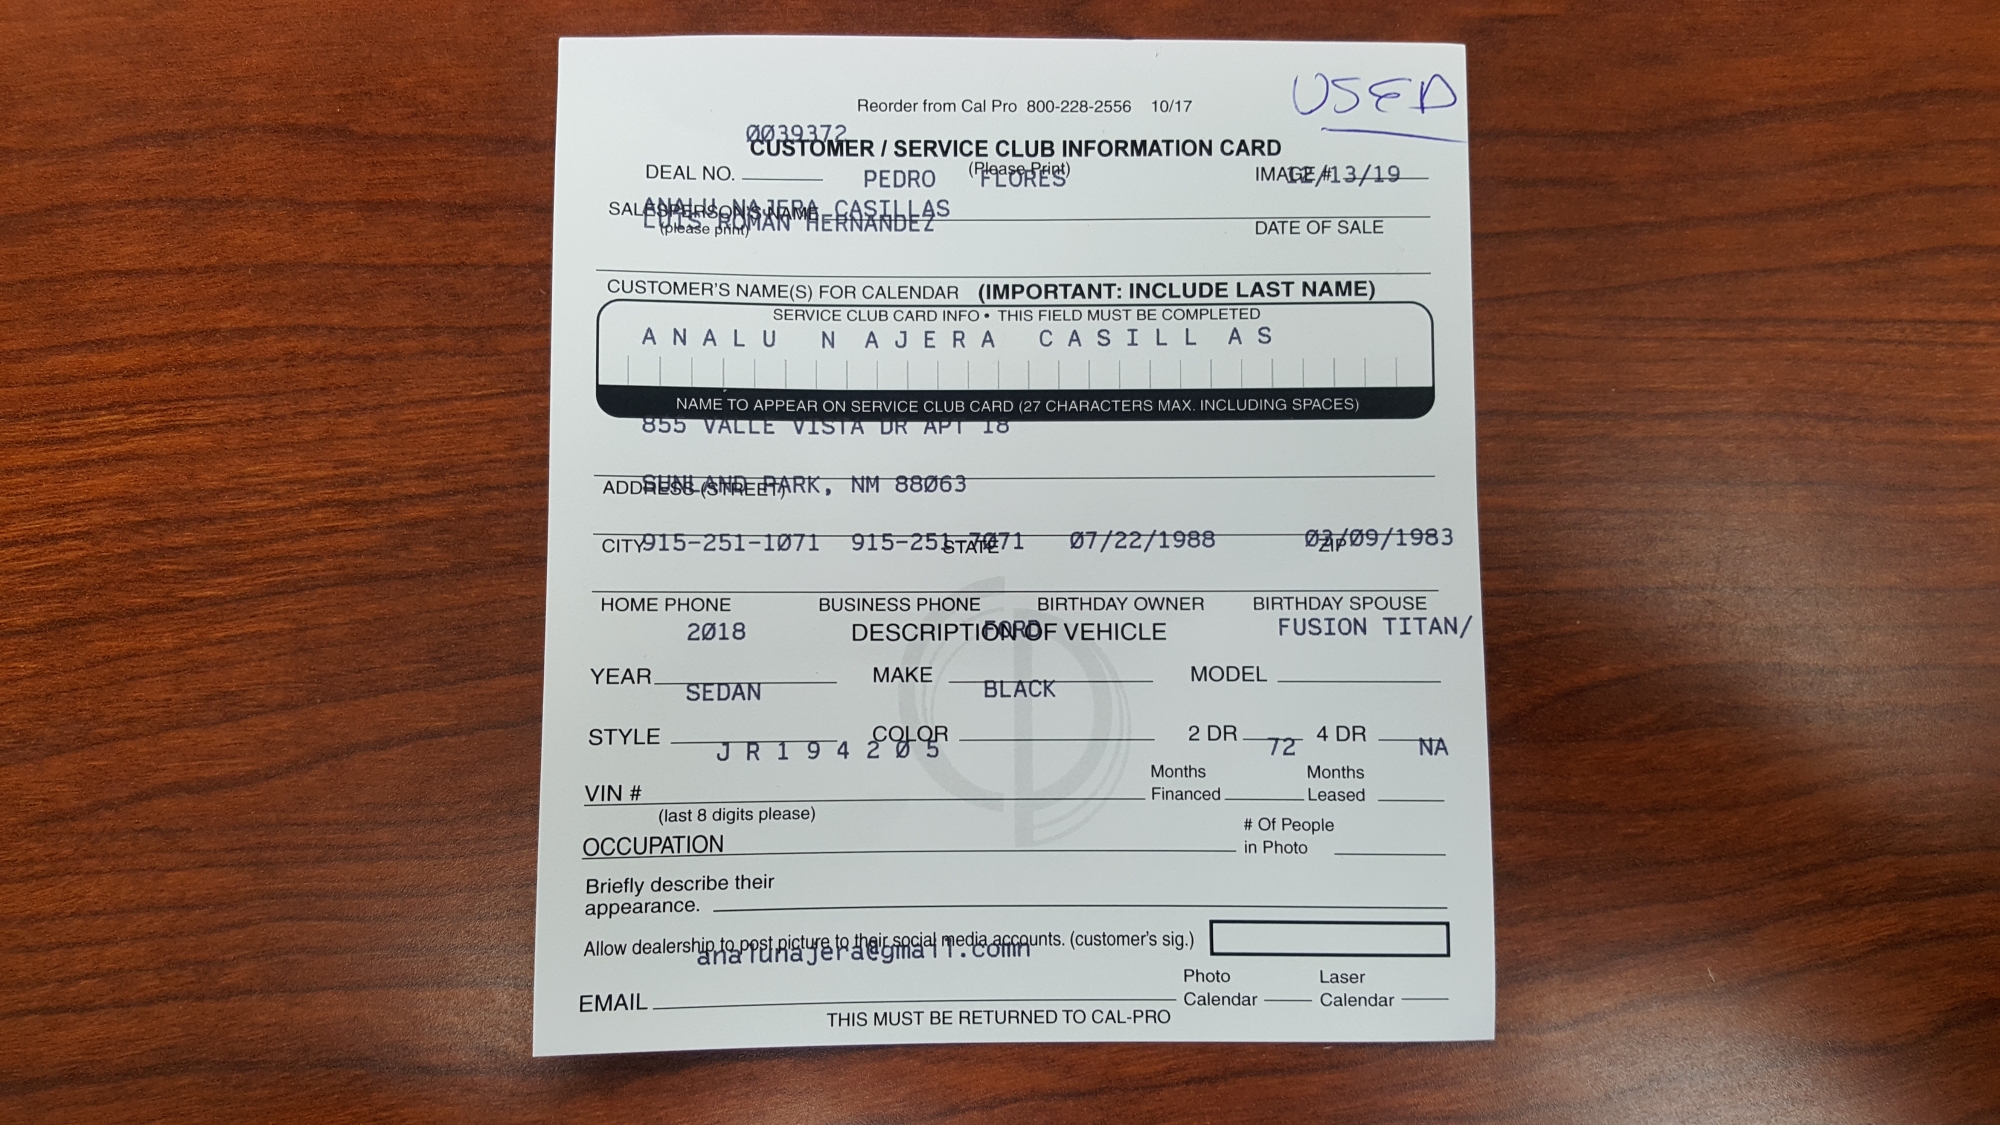 USED
Reorder from Cal Pro 800-228-2556 10/17
0039372
CUSTOMER / SERVICE CLUB INFORMATION CARD
(Please Print)
DEAL NO. PEDRO FLORES IMAGE # 12/13/19
ANALU NAJERA CASILLAS
SALESPERSON'S NAME
LUIS ROMAN HERNANDEZ
(please print) DATE OF SALE
CUSTOMER'S NAME(S) FOR CALENDAR (IMPORTANT: INCLUDE LAST NAME)
SERVICE CLUB CARD INFO • THIS FIELD MUST BE COMPLETED
ANALU NAJERA CASILLAS
NAME TO APPEAR ON SERVICE CLUB CARD (27 CHARACTERS MAX. INCLUDING SPACES)
855 VALLE VISTA DR APT 18
SUNLAND PARK, NM 88063
ADDRESS (STREET)
915-251-1071 915-251-7071 07/22/1988 /09/1983
CITY STATE ZIP
HOME PHONE BUSINESS PHONE BIRTHDAY OWNER BIRTHDAY SPOUSE
2018 FORD FUSION TITAN/
DESCRIPTION OF VEHICLE
YEAR MAKE MODEL
SEDAN BLACK
STYLE COLOR 2 DR 4 DR
JR194205 72 NA
VIN # Months Financed Months Leased
(last 8 digits please)
OCCUPATION # Of People in Photo
Briefly describe their
appearance.
Allow dealership to post picture to their social media accounts. (customer's sig.)
analunajera@gmail.comn
EMAIL Photo Calendar Laser Calendar
THIS MUST BE RETURNED TO CAL-PRO